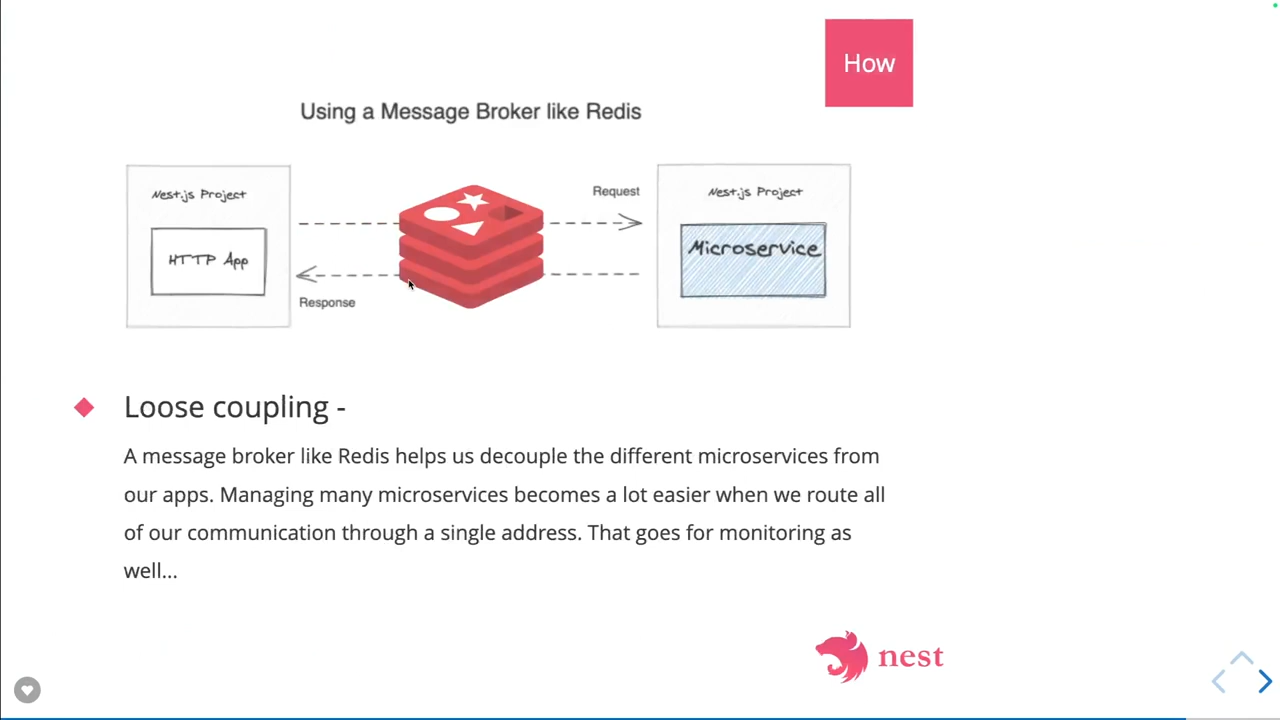 How
Using a Message Broker like Redis
Nest.js Project
HTTP App
Request
Response
Nest.js Project
Microservice
Loose coupling -
A message broker like Redis helps us decouple the different microservices from
our apps. Managing many microservices becomes a lot easier when we route all
of our communication through a single address. That goes for monitoring as
well...
nest